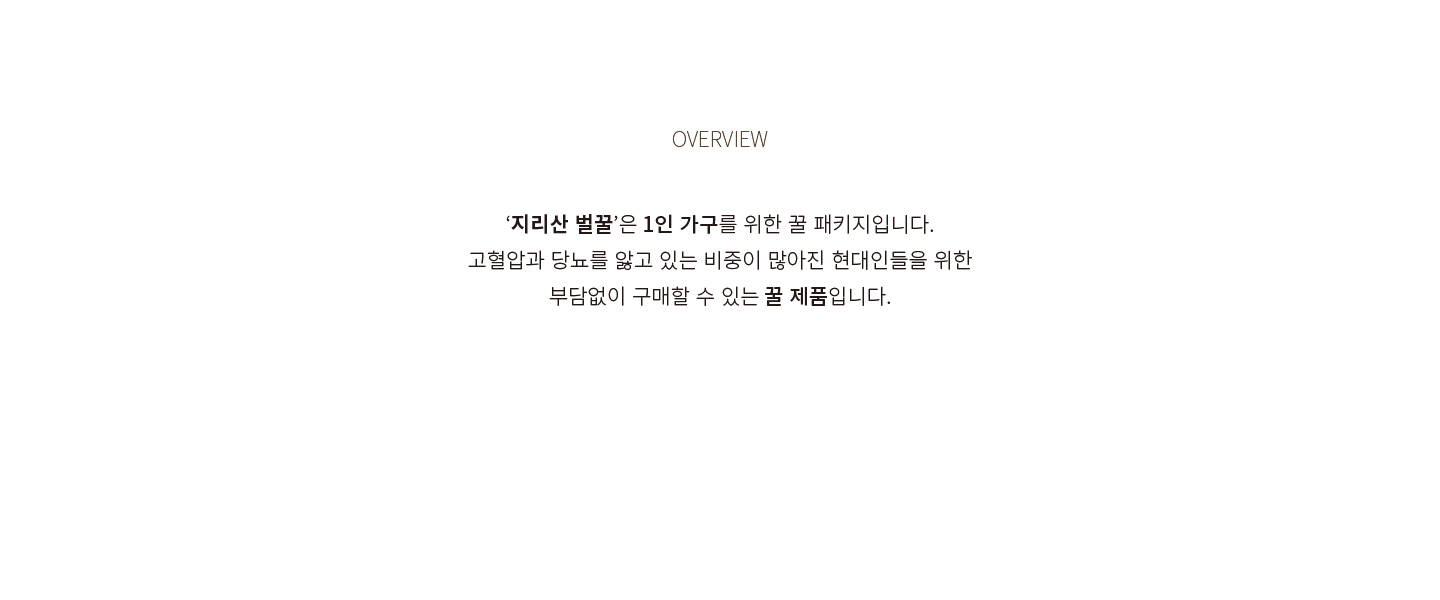 OVERVIEW
‘지리산 벌꿀’은 1인 가구를 위한 꿀 패키지입니다.
고혈압과 당뇨를 앓고 있는 비중이 많아진 현대인들을 위한
부담없이 구매할 수 있는 꿀 제품입니다.